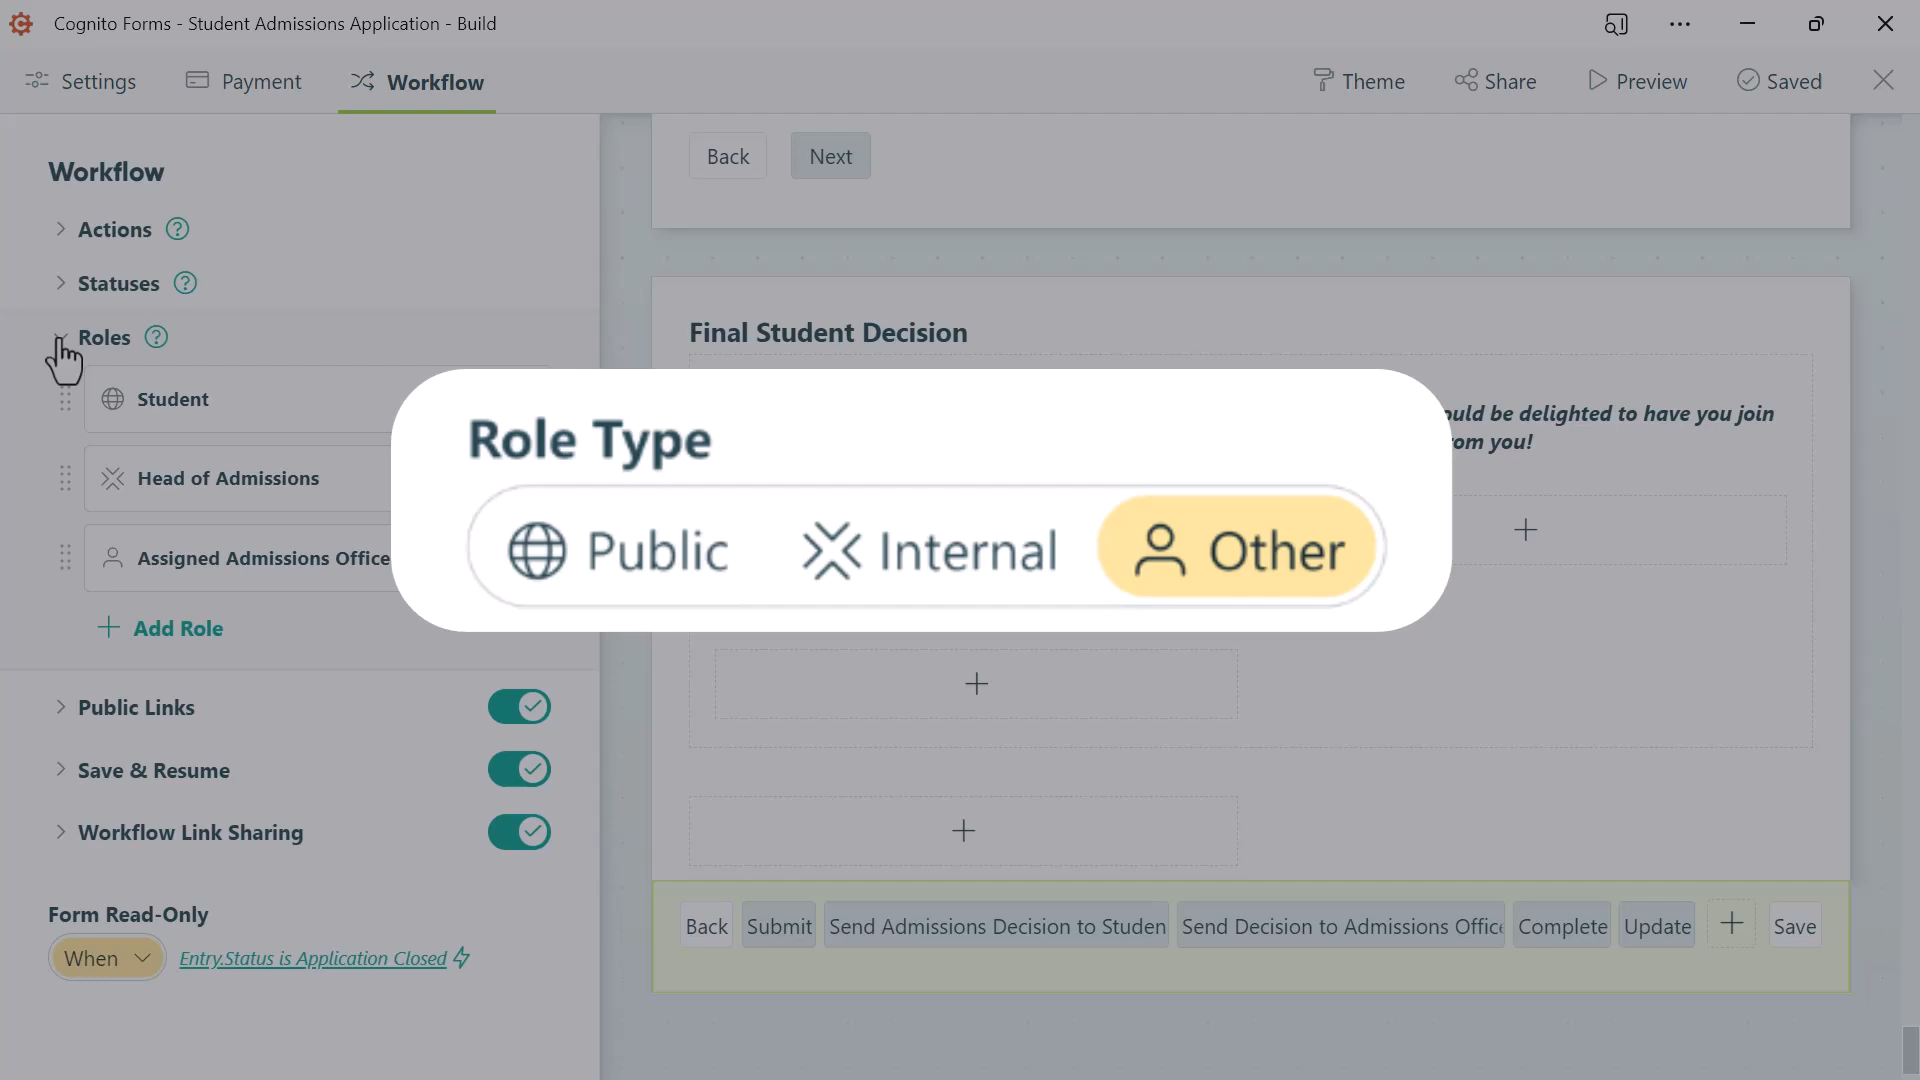 Cognito Forms - Student Admissions Application - Build
Settings
Payment
Workflow
Theme
Share
Preview
Saved
Workflow
Actions ?
Statuses ?
Roles ?
Student
Head of Admissions
Assigned Admissions Office
Add Role
Public Links
Save & Resume
Workflow Link Sharing
Form Read-Only
When
Entry.Status is Application Closed
Back
Next
Final Student Decision
be delighted to have you join
you!
Role Type
Public
Internal
Other
Back
Submit
Send Admissions Decision to Studen
Send Decision to Admissions Offic
Complete
Update
Save